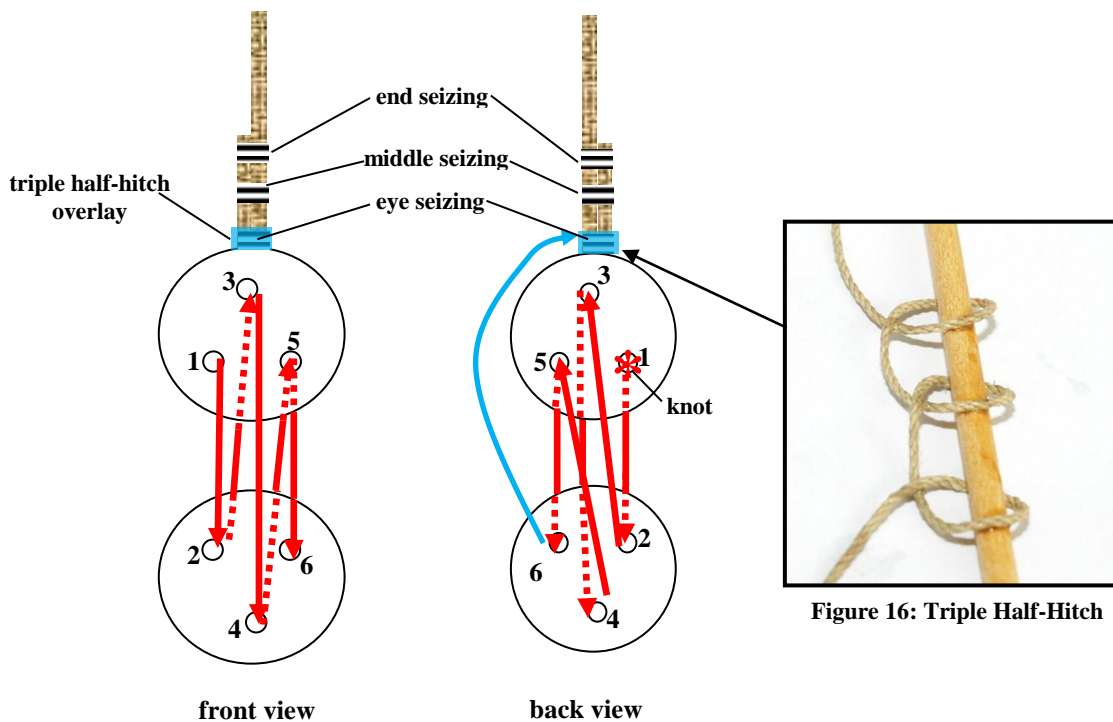 end seizing
middle seizing
triple half-hitch
overlay
eye seizing
3
1
5
2
6
4
3
5
1
knot
2
6
4
Figure 16: Triple Half-Hitch
front view
back view